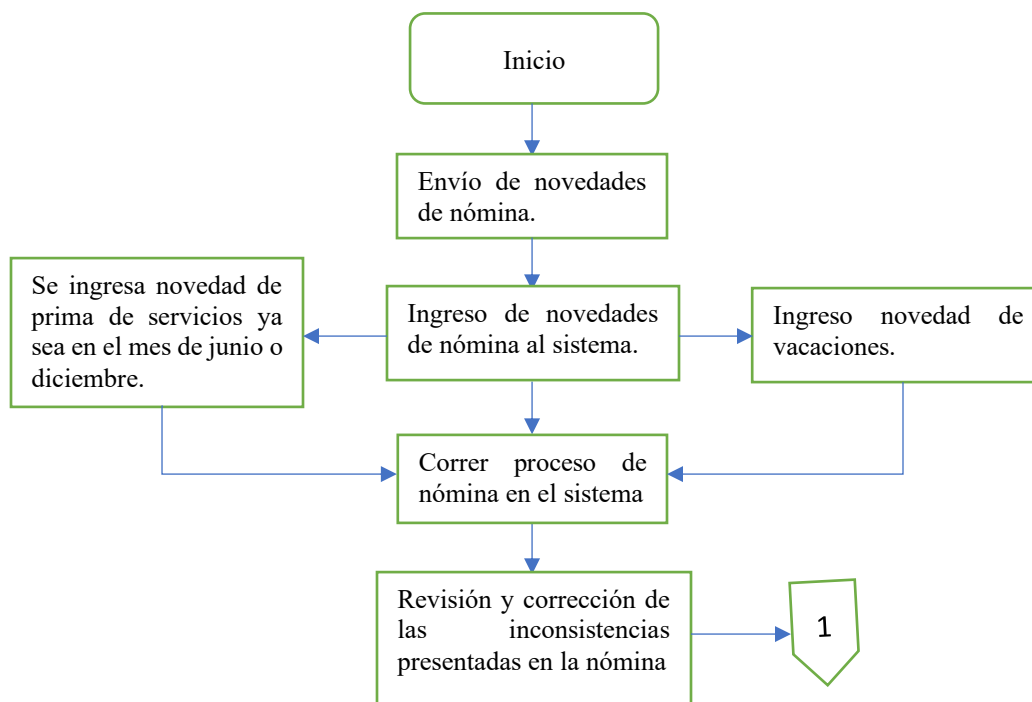 Inicio
Envío de novedades
de nómina.
Se ingresa novedad de
prima de servicios ya
sea en el mes de junio o
diciembre.
Ingreso de novedades
de nómina al sistema.
Ingreso novedad de
vacaciones.
Correr proceso de
nómina en el sistema
Revisión y corrección de
las inconsistencias
presentadas en la nómina
1